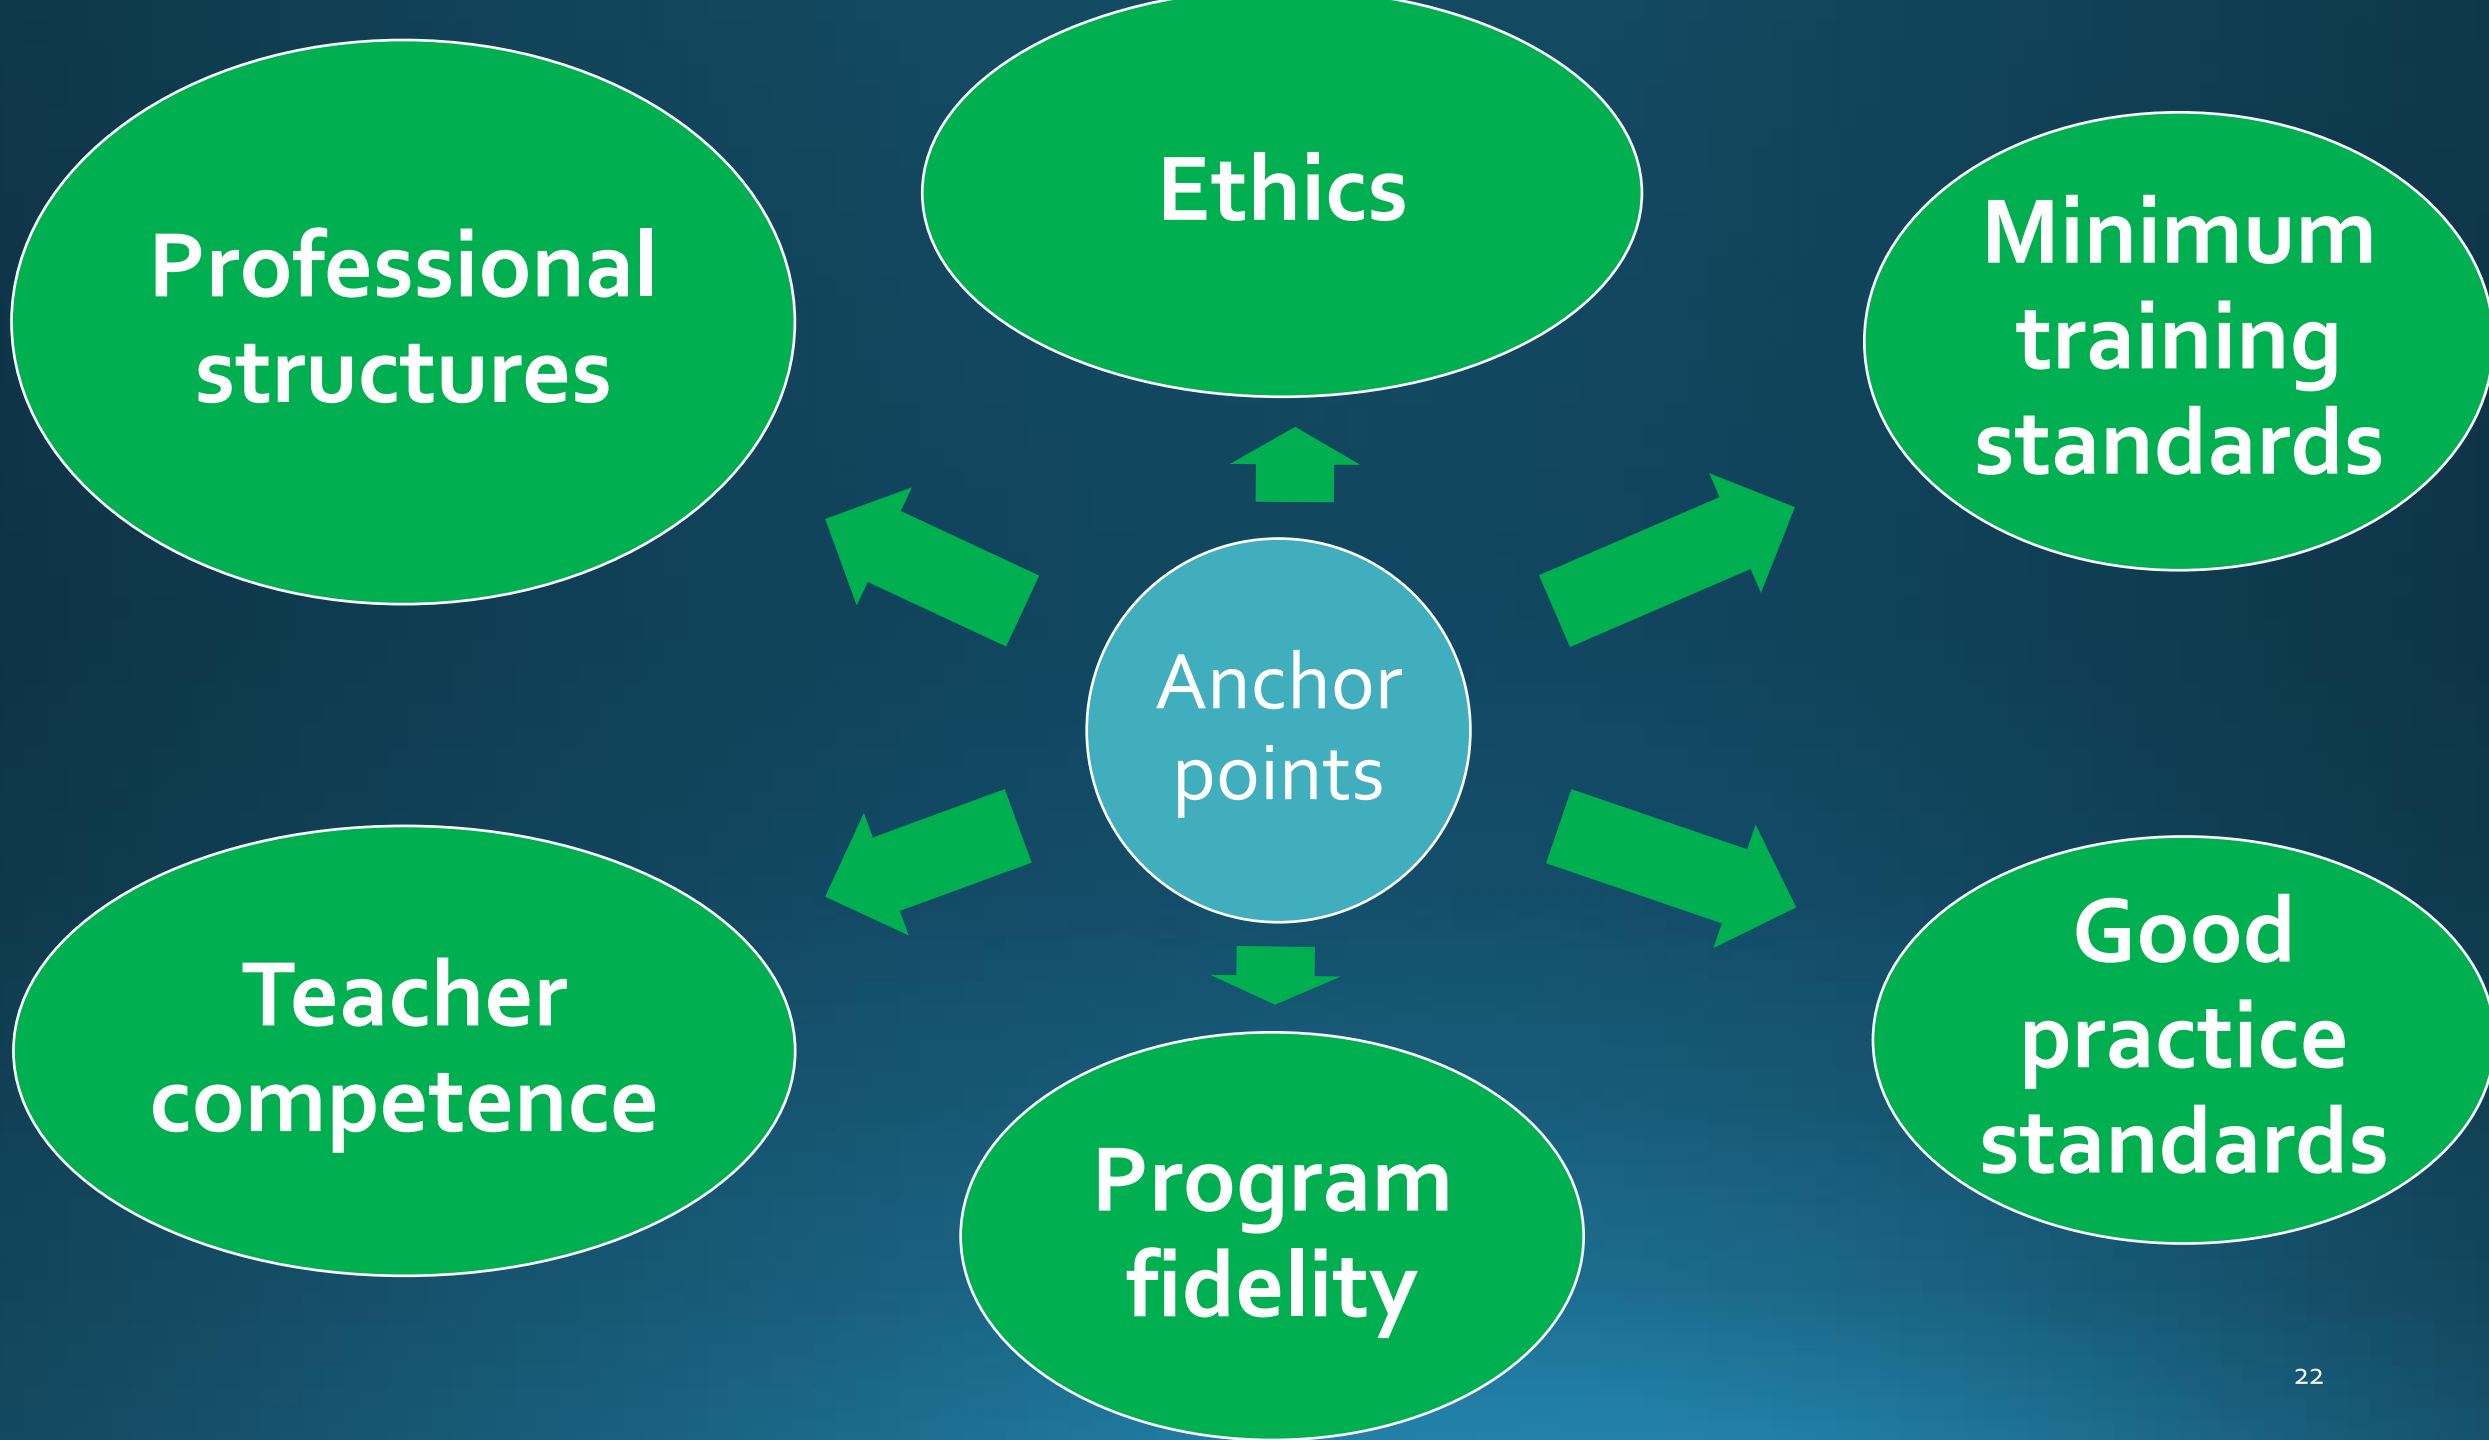 Ethics
Professional
structures
Minimum
training
standards
Anchor
points
Teacher
competence
Good
practice
standards
Program
fidelity
22